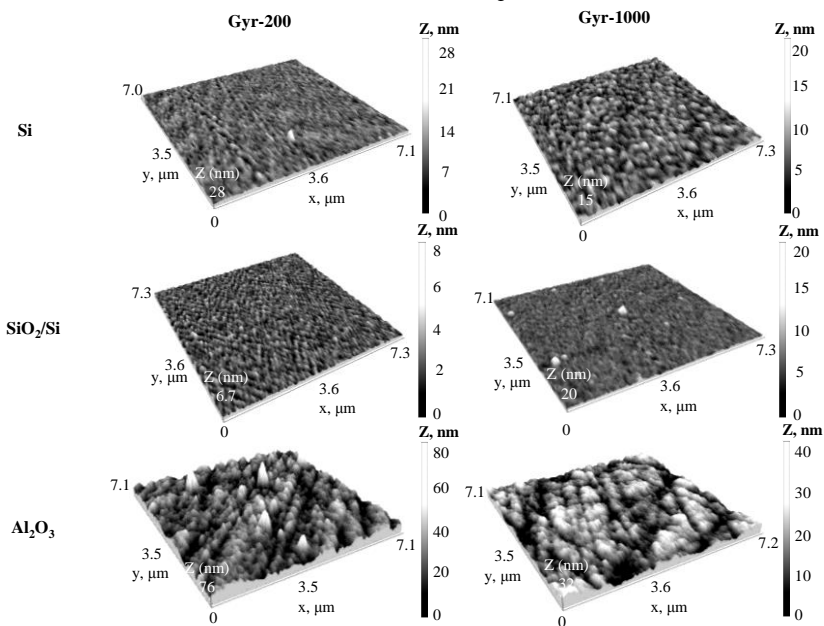 Gyr-200
Gyr-1000
Si
Z, nm
28
21
14
7
0
7.0
3.5
y, μm
Z (nm)
28
0
3.6
x, μm
7.1
Z, nm
20
15
10
5
0
7.1
3.5
y, μm
Z (nm)
15
0
3.6
x, μm
7.3
SiO₂/Si
Z, nm
8
6
4
2
0
7.3
3.6
y, μm
Z (nm)
6.7
0
3.6
x, μm
7.3
Z, nm
20
15
10
5
0
7.1
3.5
y, μm
Z (nm)
20
0
3.6
x, μm
7.3
Al₂O₃
Z, nm
80
60
40
20
0
7.1
3.5
y, μm
Z (nm)
76
0
3.5
x, μm
7.1
Z, nm
40
30
20
10
0
7.1
3.5
y, μm
Z (nm)
32
0
3.6
x, μm
7.2